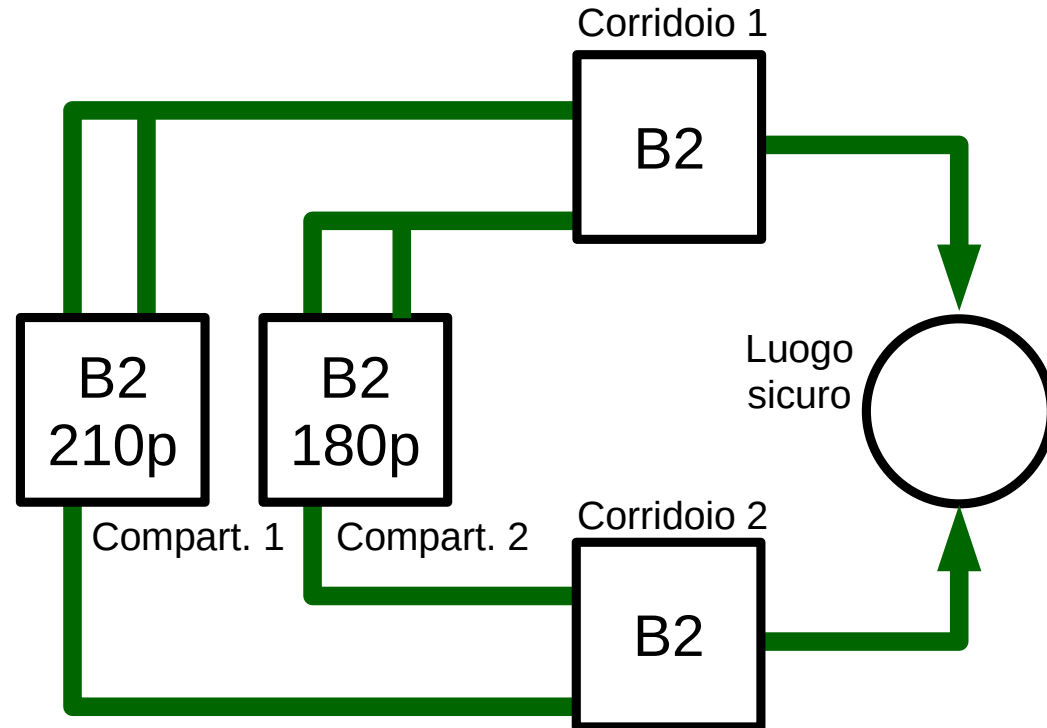 Corridoio 1
B2
B2
210p
B2
180p
Luogo
sicuro
Compart. 1
Compart. 2
Corridoio 2
B2